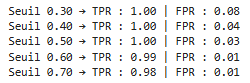 Seuil 0.30 → TPR : 1.00 | FPR : 0.08
Seuil 0.40 → TPR : 1.00 | FPR : 0.04
Seuil 0.50 → TPR : 1.00 | FPR : 0.03
Seuil 0.60 → TPR : 0.99 | FPR : 0.01
Seuil 0.70 → TPR : 0.98 | FPR : 0.01